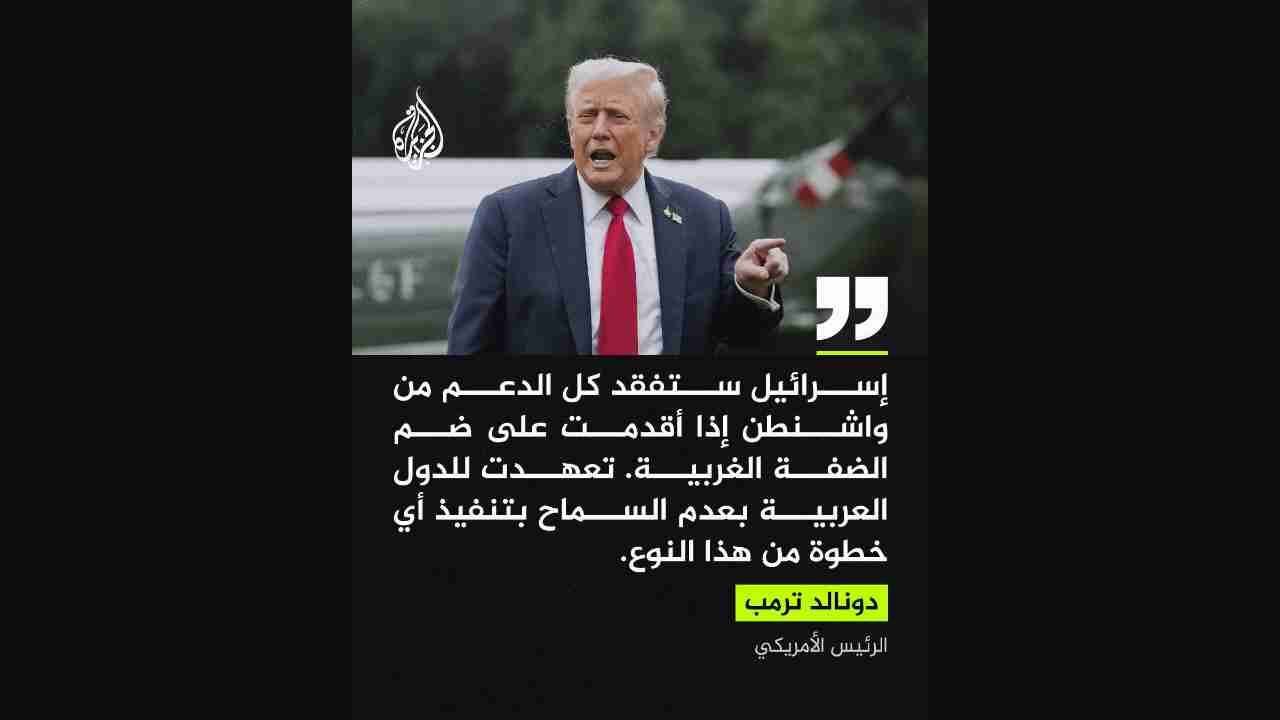 الجزيرة
إسرائيل ستفقد كل الدعم من
واشنطن إذا أقدمت على ضم
الضفة الغربية. تعهدت للدول
العربية بعدم السماح بتنفيذ أي
خطوة من هذا النوع.
دونالد ترمب
الرئيس الأمريكي